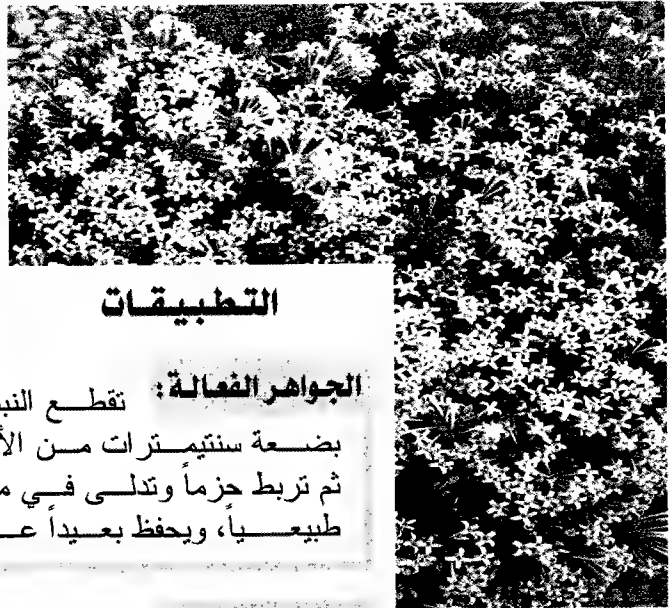 التطبيقات
الجواهر الفعالة:
تقطع
بضعة سنتيمترات من
ثم تربط حزماً وتدلى في
طبيعياً، ويحفظ بعيداً